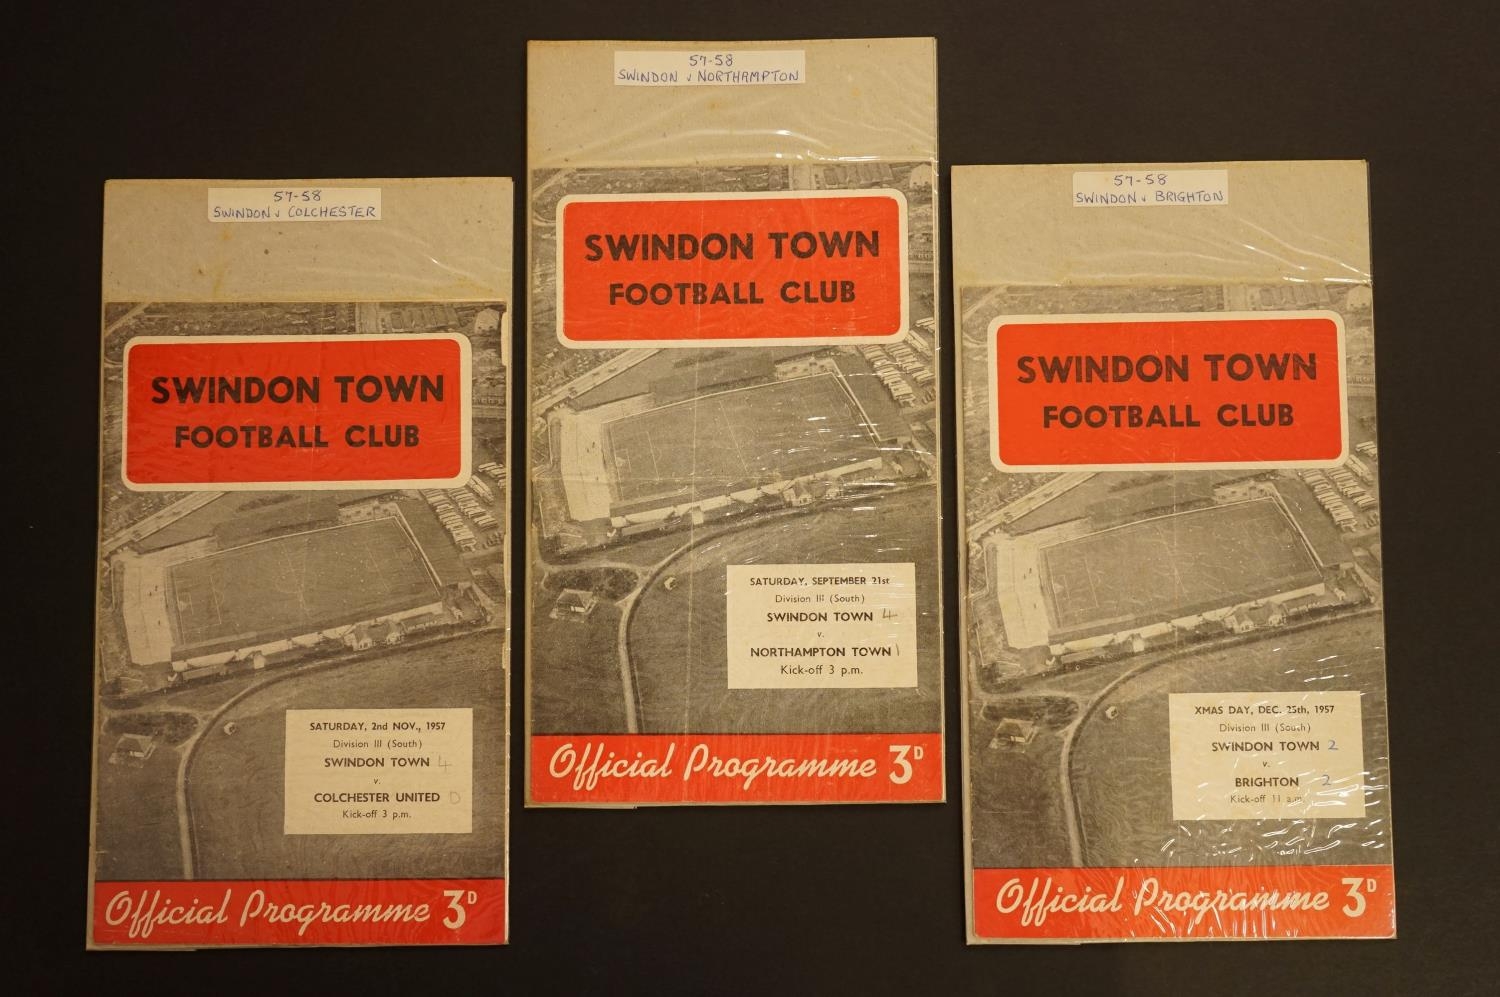 57-58
SWINDON v COLCHESTER
SWINDON TOWN
FOOTBALL CLUB
SATURDAY, 2nd NOV., 1957
Division III (South)
SWINDON TOWN 4
v.
COLCHESTER UNITED 0
Kick-off 3 p.m.
Official Programme 3D
57-58
SWINDON v NORTHAMPTON
SWINDON TOWN
FOOTBALL CLUB
SATURDAY, SEPTEMBER 21st
Division III (South)
SWINDON TOWN 4
v.
NORTHAMPTON TOWN 1
Kick-off 3 p.m.
Official Programme 3D
57-58
SWINDON v BRIGHTON
SWINDON TOWN
FOOTBALL CLUB
XMAS DAY, DEC. 25th, 1957
Division III (South)
SWINDON TOWN 2
v.
BRIGHTON 2
Kick-off 11 a.m.
Official Programme 3D